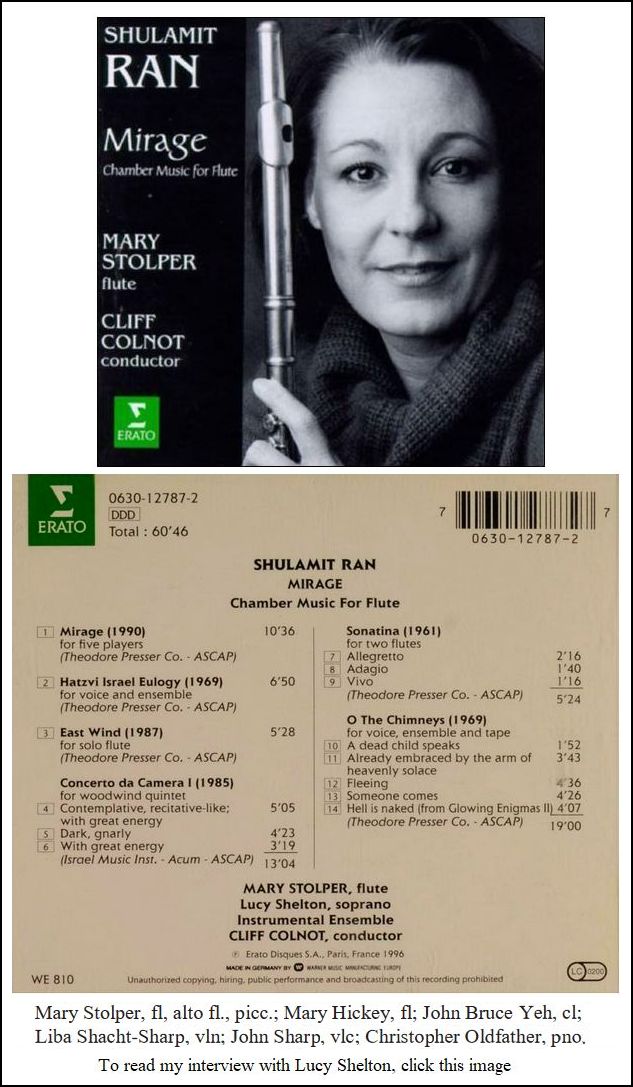 SHULAMIT
RAN
Mirage
Chamber Music for Flute
MARY
STOLPER
flute
CLIFF
COLNOT
conductor
ERATO
ERATO
0630-12787-2
DDD
Total : 60'46
7 7
0630-12787-2
SHULAMIT RAN
MIRAGE
Chamber Music For Flute
1 Mirage (1990) 10'36
for five players
(Theodore Presser Co. - ASCAP)
2 Hatzvi Israel Eulogy (1969) 6'50
for voice and ensemble
(Theodore Presser Co. - ASCAP)
3 East Wind (1987) 5'28
for solo flute
(Theodore Presser Co. - ASCAP)
Concerto da Camera I (1985)
for woodwind quintet
4 Contemplative, recitative-like; 5'05
with great energy
5 Dark, gnarly 4'23
6 With great energy 3'19
(Israel Music Inst. - Acum - ASCAP) 13'04
Sonatina (1961)
for two flutes
7 Allegretto 2'16
8 Adagio 1'40
9 Vivo 1'16
(Theodore Presser Co. - ASCAP) 5'24
O The Chimneys (1969)
for voice, ensemble and tape
10 A dead child speaks 1'52
11 Already embraced by the arm of 3'43
heavenly solace
12 Fleeing 4'36
13 Someone comes 4'26
14 Hell is naked (from Glowing Enigmas II) 4'07
(Theodore Presser Co. - ASCAP) 19'00
MARY STOLPER, flute
Lucy Shelton, soprano
Instrumental Ensemble
CLIFF COLNOT, conductor
℗ Erato Disques S.A., Paris, France 1996
MADE IN GERMANY BY WARNER MUSIC MANUFACTURING EUROPE
WE 810
Unauthorized copying, hiring, public performance and broadcasting of this recording prohibited
LC 0200
Mary Stolper, fl, alto fl., picc.; Mary Hickey, fl; John Bruce Yeh, cl;
Liba Shacht-Sharp, vln; John Sharp, vlc; Christopher Oldfather, pno.
To read my interview with Lucy Shelton, click this image